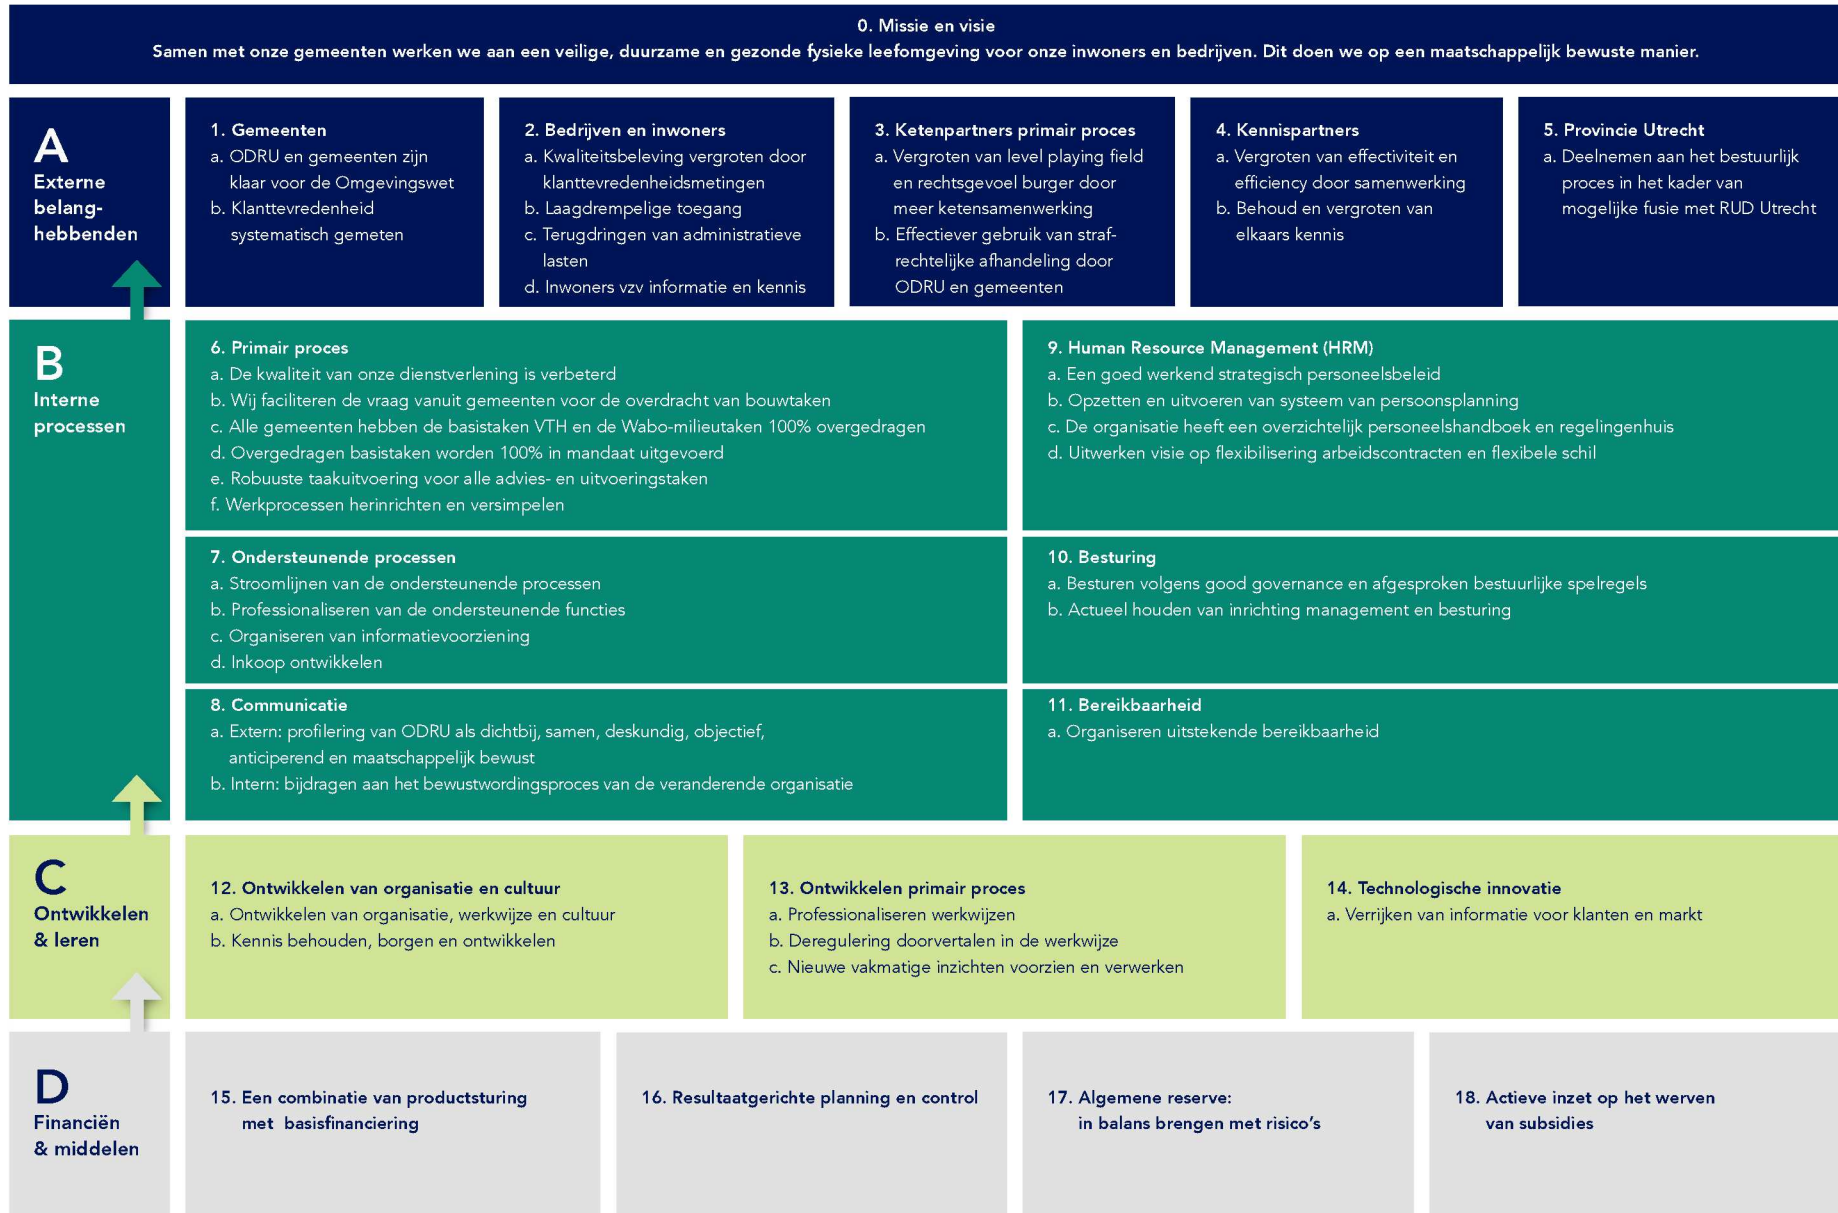 0. Missie en visie
Samen met onze gemeenten werken we aan een veilige, duurzame en gezonde fysieke leefomgeving voor onze inwoners en bedrijven. Dit doen we op een maatschappelijk bewuste manier.
A
Externe
belang-
hebbenden
1. Gemeenten
a. ODRU en gemeenten zijn
klaar voor de Omgevingswet
b. Klanttevredenheid
systematisch gemeten
2. Bedrijven en inwoners
a. Kwaliteitsbeleving vergroten door
klanttevredenheidsmetingen
b. Laagdrempelige toegang
c. Terugdringen van administratieve
lasten
d. Inwoners vzv informatie en kennis
3. Ketenpartners primair proces
a. Vergroten van level playing field
en rechtsgevoel burger door
meer ketensamenwerking
b. Effectiever gebruik van straf-
rechtelijke afhandeling door
ODRU en gemeenten
4. Kennispartners
a. Vergroten van effectiviteit en
efficiency door samenwerking
b. Behoud en vergroten van
elkaars kennis
5. Provincie Utrecht
a. Deelnemen aan het bestuurlijk
proces in het kader van
mogelijke fusie met RUD Utrecht
B
Interne
processen
6. Primair proces
a. De kwaliteit van onze dienstverlening is verbeterd
b. Wij faciliteren de vraag vanuit gemeenten voor de overdracht van bouwtaken
c. Alle gemeenten hebben de basistaken VTH en de Wabo-milieutaken 100% overgedragen
d. Overgedragen basistaken worden 100% in mandaat uitgevoerd
e. Robuuste taakuitvoering voor alle advies- en uitvoeringstaken
f. Werkprocessen herinrichten en versimpelen
9. Human Resource Management (HRM)
a. Een goed werkend strategisch personeelsbeleid
b. Opzetten en uitvoeren van systeem van persoonsplanning
c. De organisatie heeft een overzichtelijk personeelshandboek en regelingenhuis
d. Uitwerken visie op flexibilisering arbeidscontracten en flexibele schil
7. Ondersteunende processen
a. Stroomlijnen van de ondersteunende processen
b. Professionaliseren van de ondersteunende functies
c. Organiseren van informatievoorziening
d. Inkoop ontwikkelen
10. Besturing
a. Besturen volgens good governance en afgesproken bestuurlijke spelregels
b. Actueel houden van inrichting management en besturing
8. Communicatie
a. Extern: profilering van ODRU als dichtbij, samen, deskundig, objectief,
anticiperend en maatschappelijk bewust
b. Intern: bijdragen aan het bewustwordingsproces van de veranderende organisatie
11. Bereikbaarheid
a. Organiseren uitstekende bereikbaarheid
C
Ontwikkelen
& leren
12. Ontwikkelen van organisatie en cultuur
a. Ontwikkelen van organisatie, werkwijze en cultuur
b. Kennis behouden, borgen en ontwikkelen
13. Ontwikkelen primair proces
a. Professionaliseren werkwijzen
b. Deregulering doorvertalen in de werkwijze
c. Nieuwe vakmatige inzichten voorzien en verwerken
14. Technologische innovatie
a. Verrijken van informatie voor klanten en markt
D
Financiën
& middelen
15. Een combinatie van productsturing
met basisfinanciering
16. Resultaatgerichte planning en control
17. Algemene reserve:
in balans brengen met risico's
18. Actieve inzet op het werven
van subsidies